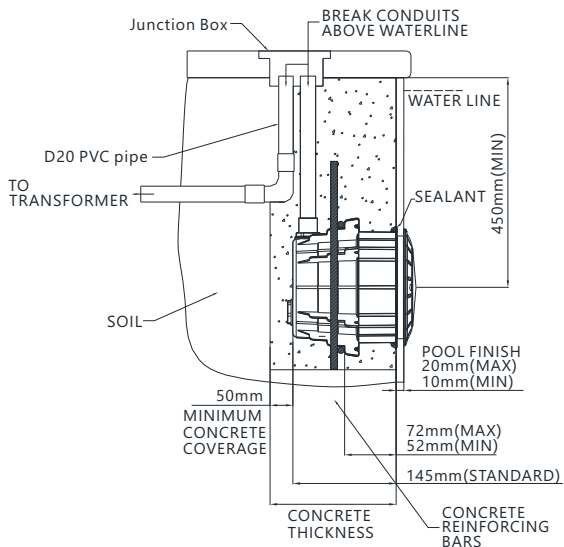 Junction Box
BREAK CONDUITS
ABOVE WATERLINE
WATER LINE
D20 PVC pipe
TO
TRANSFORMER
SEALANT
450mm(MIN)
SOIL
POOL FINISH
20mm(MAX)
10mm(MIN)
50mm
MINIMUM
CONCRETE
COVERAGE
72mm(MAX)
52mm(MIN)
145mm(STANDARD)
CONCRETE
THICKNESS
CONCRETE
REINFORCING
BARS